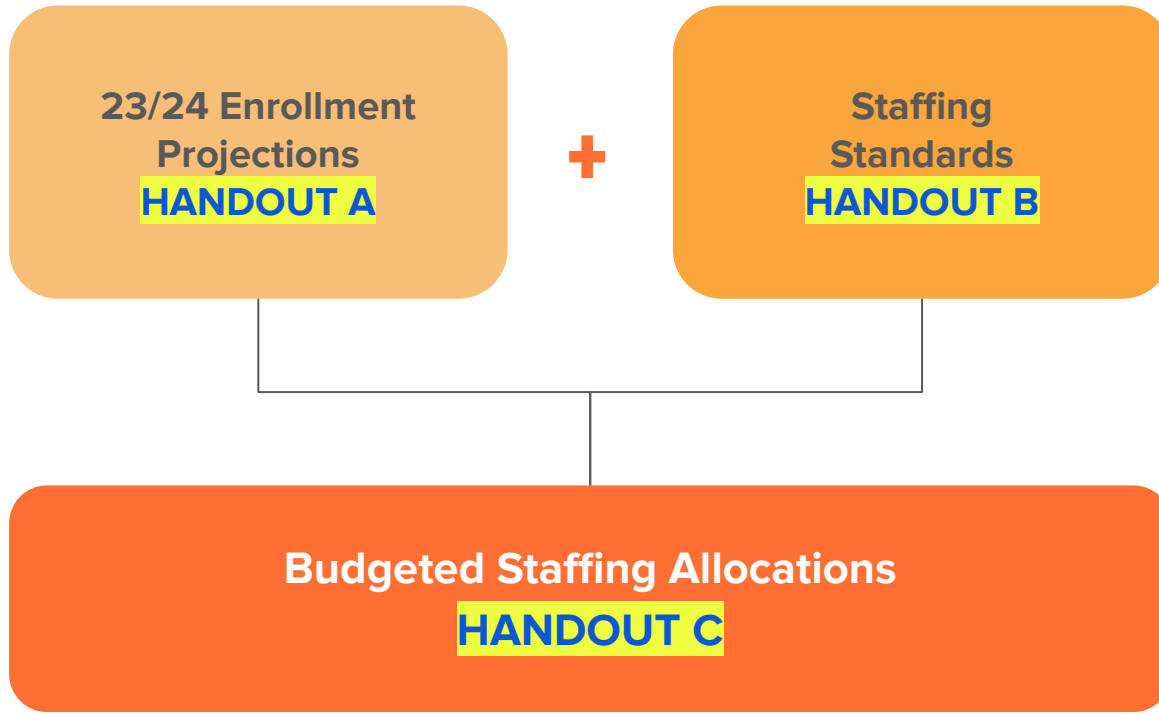 23/24 Enrollment
Projections
HANDOUT A
+
Staffing
Standards
HANDOUT B
Budgeted Staffing Allocations
HANDOUT C